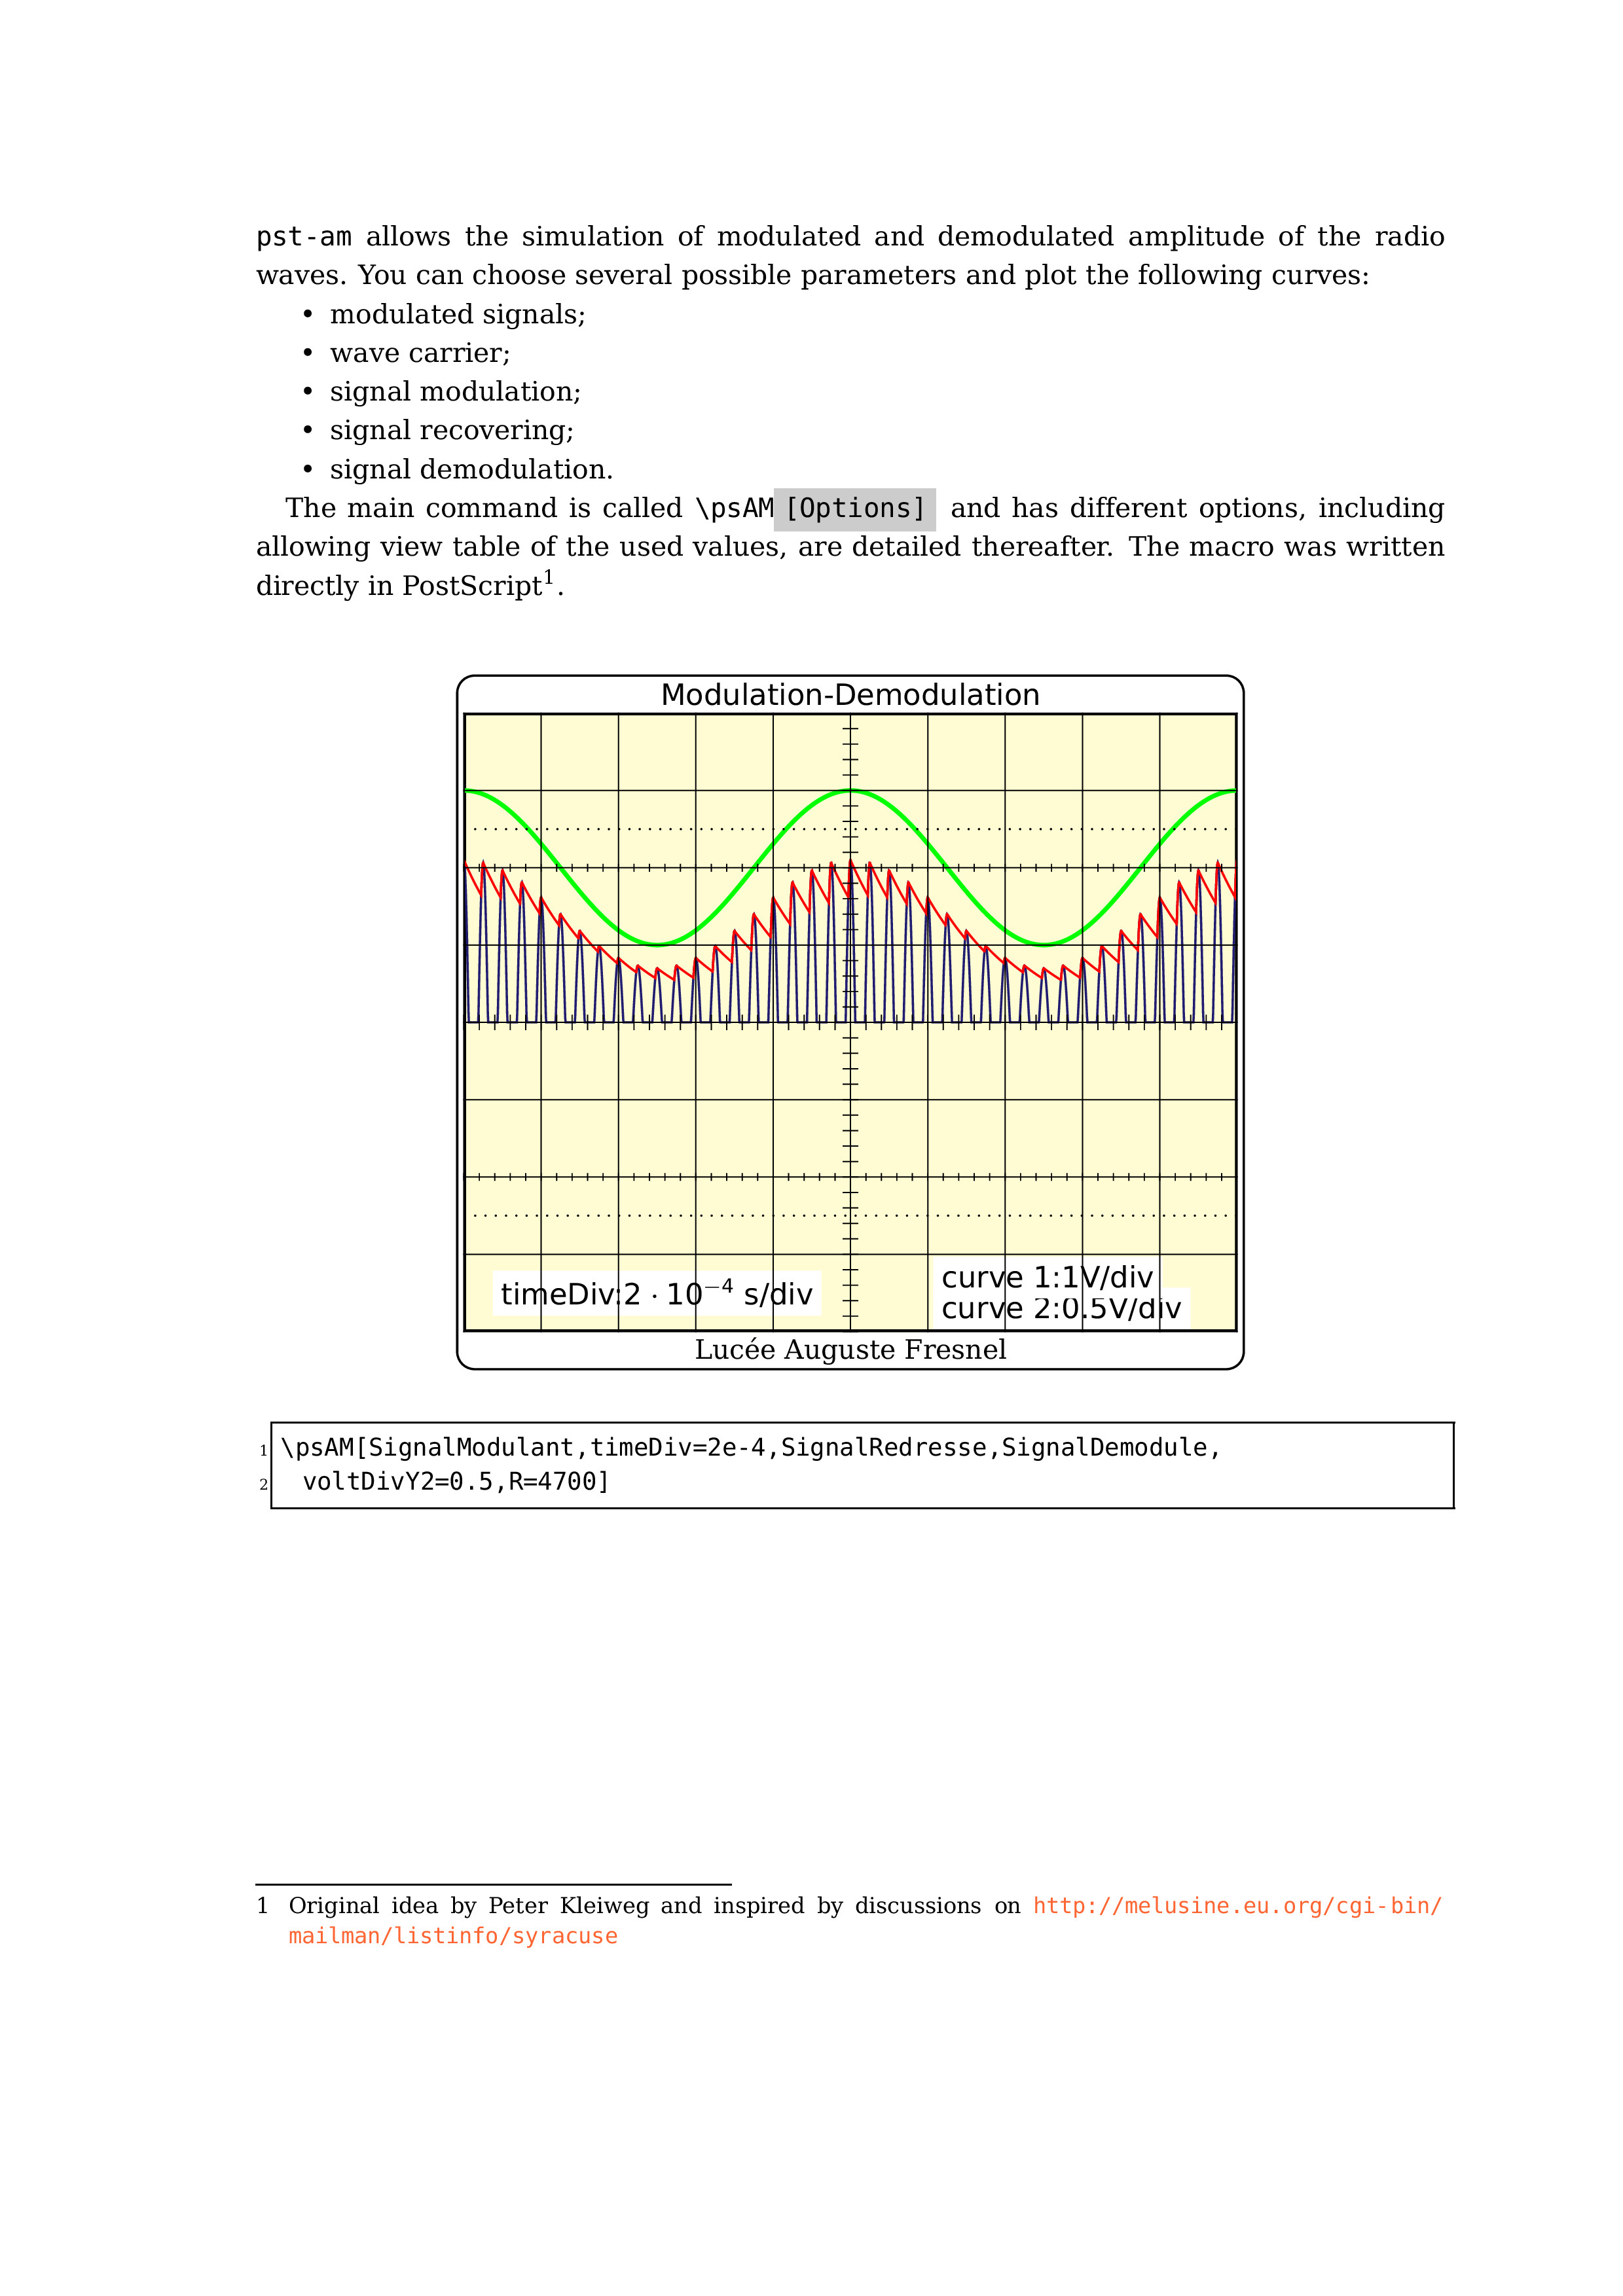 pst-am allows the simulation of modulated and demodulated amplitude of the radio
waves. You can choose several possible parameters and plot the following curves:
• modulated signals;
• wave carrier;
• signal modulation;
• signal recovering;
• signal demodulation.
The main command is called \psAM[Options] and has different options, including
allowing view table of the used values, are detailed thereafter. The macro was written
directly in PostScript¹.
Modulation-Demodulation
timeDiv:2 · 10⁻⁴ s/div
curve 1:1V/div
curve 2:0.5V/div
Lucée Auguste Fresnel
1 \psAM[SignalModulant,timeDiv=2e-4,SignalRedresse,SignalDemodule,
2 voltDivY2=0.5,R=4700]
1 Original idea by Peter Kleiweg and inspired by discussions on http://melusine.eu.org/cgi-bin/
mailman/listinfo/syracuse